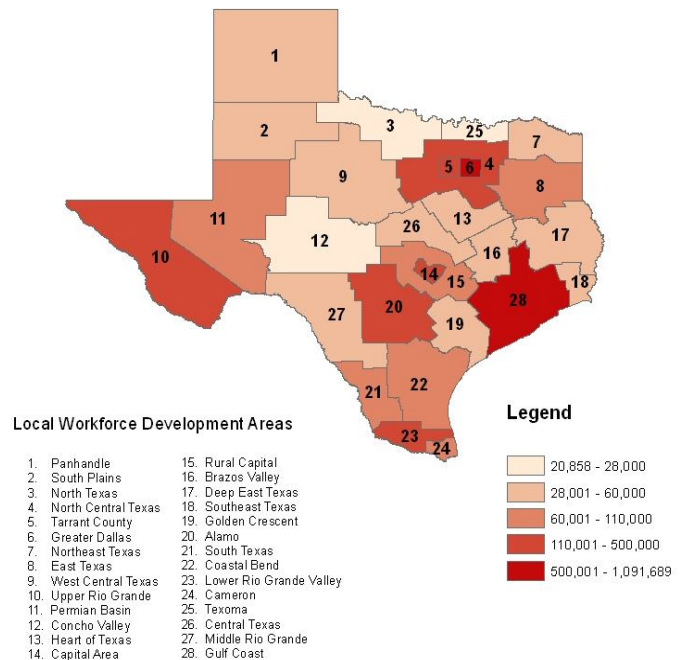 1
2
3
25
7
5
6
4
8
9
11
13
26
17
12
10
16
14
15
18
28
20
27
19
21
22
23
24
Local Workforce Development Areas
1. Panhandle
2. South Plains
3. North Texas
4. North Central Texas
5. Tarrant County
6. Greater Dallas
7. Northeast Texas
8. East Texas
9. West Central Texas
10. Upper Rio Grande
11. Permian Basin
12. Concho Valley
13. Heart of Texas
14. Capital Area
15. Rural Capital
16. Brazos Valley
17. Deep East Texas
18. Southeast Texas
19. Golden Crescent
20. Alamo
21. South Texas
22. Coastal Bend
23. Lower Rio Grande Valley
24. Cameron
25. Texoma
26. Central Texas
27. Middle Rio Grande
28. Gulf Coast
Legend
20,858 - 28,000
28,001 - 60,000
60,001 - 110,000
110,001 - 500,000
500,001 - 1,091,689